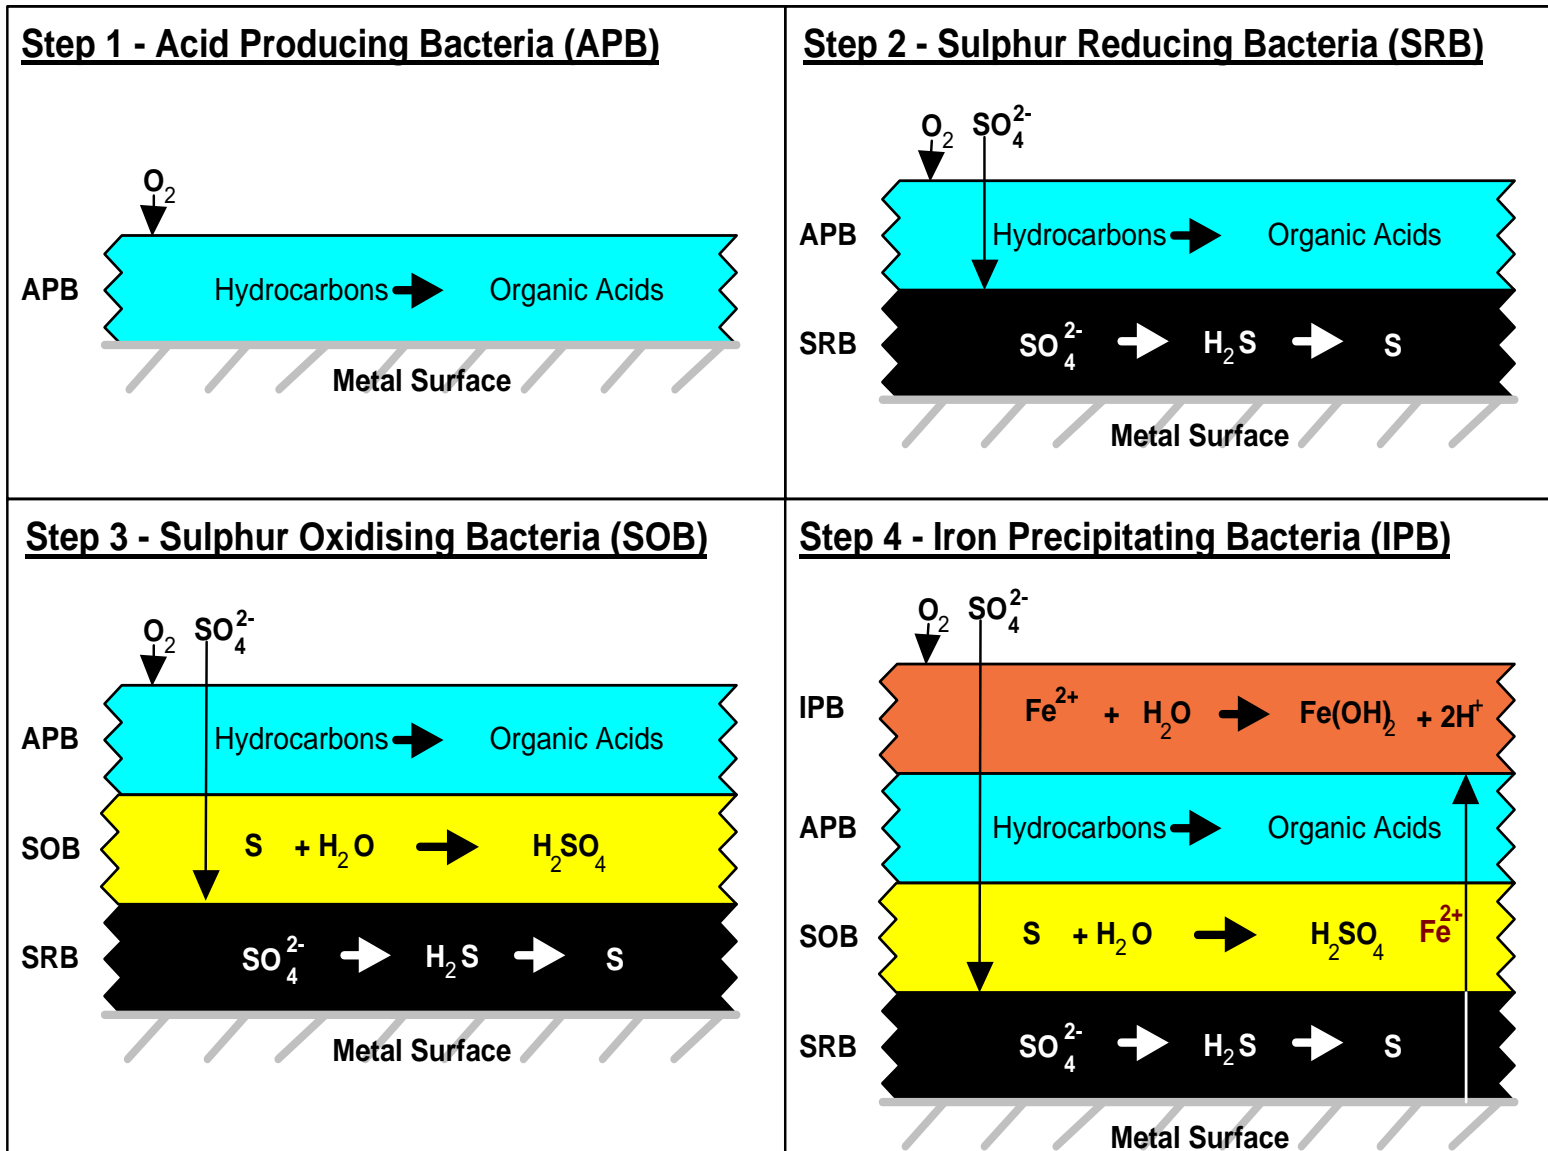 Step 1 - Acid Producing Bacteria (APB)
O2
APB
Hydrocarbons Organic Acids
Metal Surface
Step 2 - Sulphur Reducing Bacteria (SRB)
O2 SO4 2-
APB
Hydrocarbons Organic Acids
SRB
SO4 2- H2S S
Metal Surface
Step 3 - Sulphur Oxidising Bacteria (SOB)
O2 SO4 2-
APB
Hydrocarbons Organic Acids
SOB
S + H2O H2SO4
SRB
SO4 2- H2S S
Metal Surface
Step 4 - Iron Precipitating Bacteria (IPB)
O2 SO4 2-
IPB
Fe2+ + H2O Fe(OH)2 + 2H+
APB
Hydrocarbons Organic Acids
SOB
S + H2O H2SO4 Fe2+
SRB
SO4 2- H2S S
Metal Surface